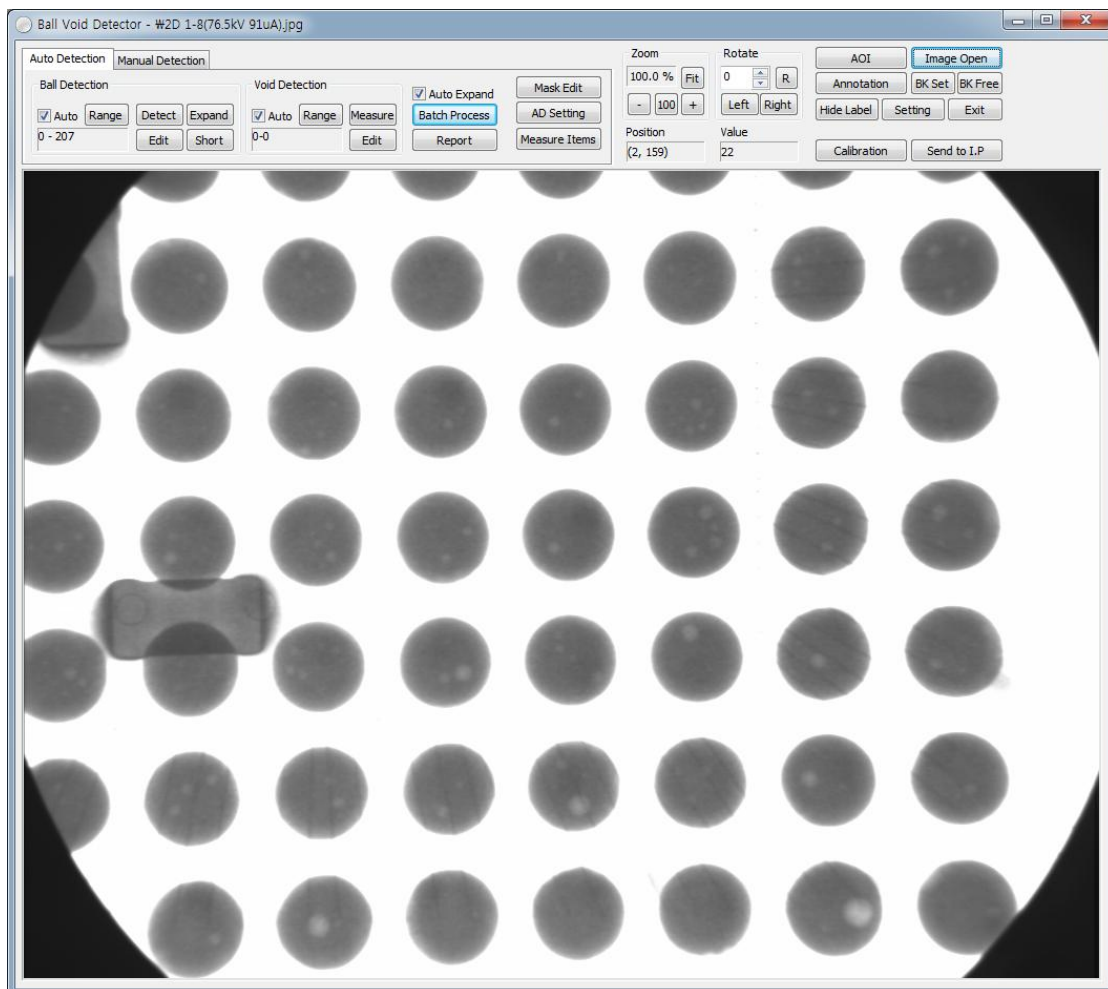 Ball Void Detector - ₩2D 1-8(76.5kV 91uA).jpg
Auto Detection Manual Detection
Ball Detection
Auto Range Detect Expand
0 - 207 Edit Short
Void Detection
Auto Range Measure
0-0 Edit
Auto Expand
Batch Process
Report
Mask Edit
AD Setting
Measure Items
Zoom
100.0 % Fit
- 100 +
Position
(2, 159)
Rotate
0 R
Left Right
Value
22
AOI Image Open
Annotation BK Set BK Free
Hide Label Setting Exit
Calibration Send to I.P